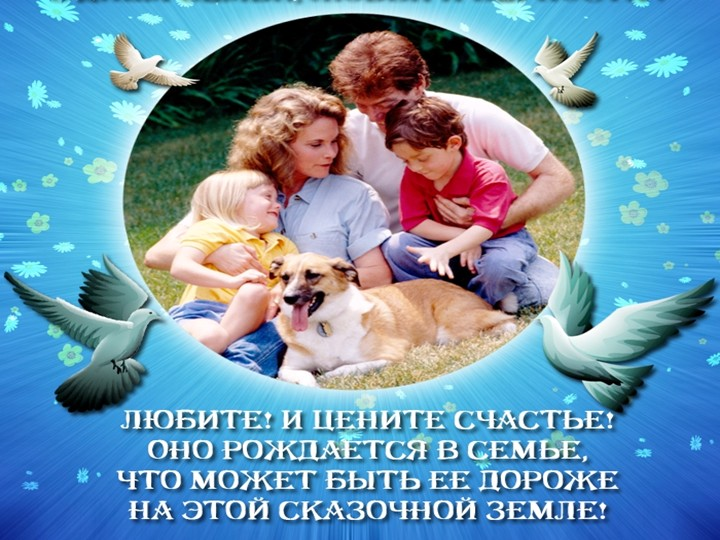 ЛЮБИТЕ! И ЦЕНИТЕ СЧАСТЬЕ!
ОНО РОЖДАЕТСЯ В СЕМЬЕ,
ЧТО МОЖЕТ БЫТЬ ЕЕ ДОРОЖЕ
НА ЭТОЙ СКАЗОЧНОЙ ЗЕМЛЕ!